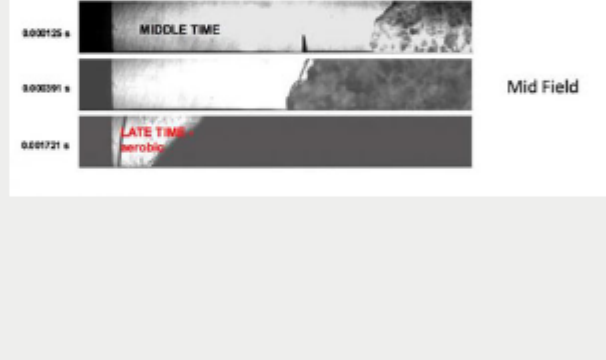 0.000125 s
MIDDLE TIME
0.000391 s
Mid Field
0.001721 s
LATE TIME -
aerobic